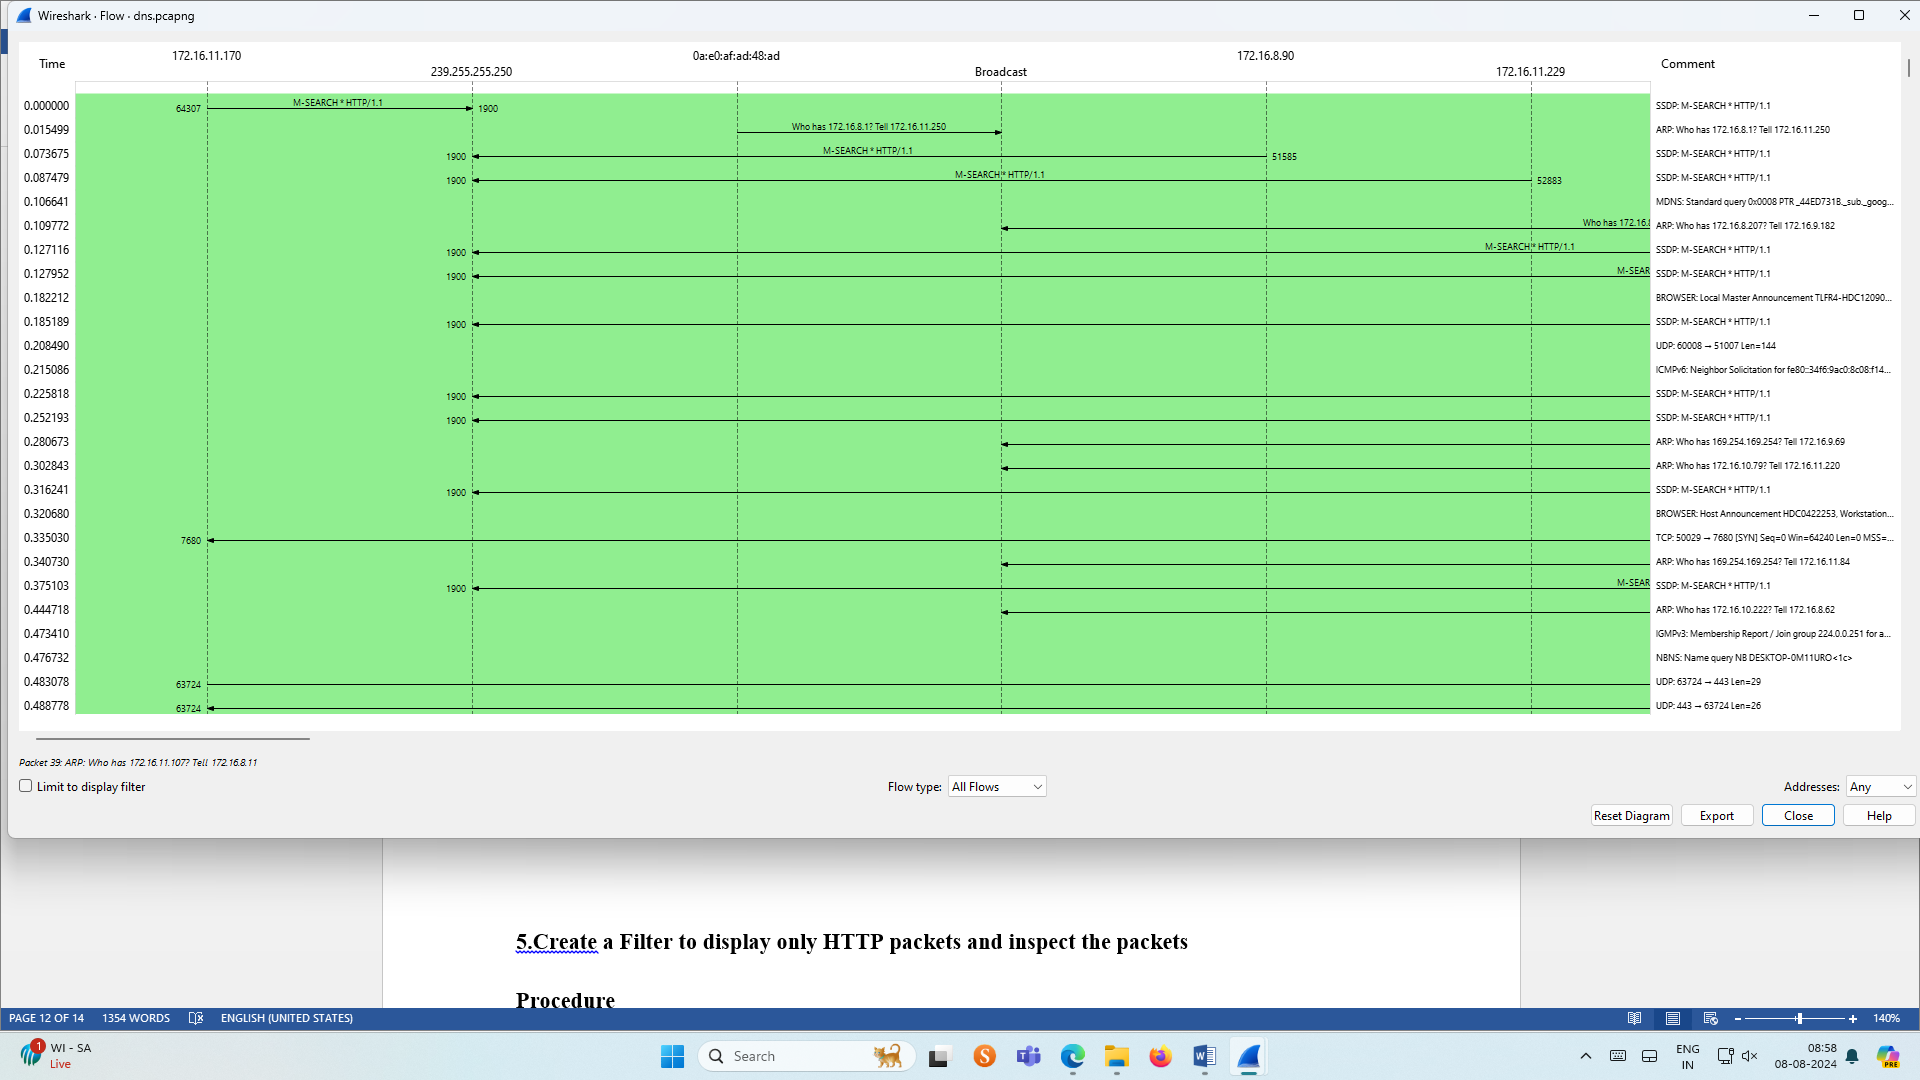 Wireshark · Flow · dns.pcapng
172.16.11.170 0a:e0:af:ad:48:ad 172.16.8.90
Time 239.255.255.250 Broadcast 172.16.11.229 Comment
0.000000 64307 M-SEARCH * HTTP/1.1 1900 SSDP: M-SEARCH * HTTP/1.1
0.015499 Who has 172.16.8.1? Tell 172.16.11.250 ARP: Who has 172.16.8.1? Tell 172.16.11.250
0.073675 1900 M-SEARCH * HTTP/1.1 51585 SSDP: M-SEARCH * HTTP/1.1
0.087479 1900 M-SEARCH * HTTP/1.1 52883 SSDP: M-SEARCH * HTTP/1.1
0.106641 MDNS: Standard query 0x0008 PTR _44ED731B._sub._goog...
0.109772 Who has 172.16.8 ARP: Who has 172.16.8.207? Tell 172.16.9.182
0.127116 1900 M-SEARCH * HTTP/1.1 SSDP: M-SEARCH * HTTP/1.1
0.127952 1900 M-SEAR SSDP: M-SEARCH * HTTP/1.1
0.182212 BROWSER: Local Master Announcement TLFR4-HDC12090...
0.185189 1900 SSDP: M-SEARCH * HTTP/1.1
0.208490 UDP: 60008 → 51007 Len=144
0.215086 ICMPv6: Neighbor Solicitation for fe80::34f6:9ac0:8c08:f14...
0.225818 1900 SSDP: M-SEARCH * HTTP/1.1
0.252193 1900 SSDP: M-SEARCH * HTTP/1.1
0.280673 ARP: Who has 169.254.169.254? Tell 172.16.9.69
0.302843 ARP: Who has 172.16.10.79? Tell 172.16.11.220
0.316241 1900 SSDP: M-SEARCH * HTTP/1.1
0.320680 BROWSER: Host Announcement HDC0422253, Workstation...
0.335030 7680 TCP: 50029 → 7680 [SYN] Seq=0 Win=64240 Len=0 MSS=...
0.340730 ARP: Who has 169.254.169.254? Tell 172.16.11.84
0.375103 1900 M-SEAR SSDP: M-SEARCH * HTTP/1.1
0.444718 ARP: Who has 172.16.10.222? Tell 172.16.8.62
0.473410 IGMPv3: Membership Report / Join group 224.0.0.251 for a...
0.476732 NBNS: Name query NB DESKTOP-0M11URO<1c>
0.483078 63724 UDP: 63724 → 443 Len=29
0.488778 63724 UDP: 443 → 63724 Len=26
Packet 39: ARP: Who has 172.16.11.107? Tell 172.16.8.11
Limit to display filter Flow type: All Flows Addresses: Any
Reset Diagram Export Close Help
5.Create a Filter to display only HTTP packets and inspect the packets
Procedure
PAGE 12 OF 14 1354 WORDS ENGLISH (UNITED STATES) 140%
1 WI - SA
Live
Search
ENG
IN
08:58
08-08-2024
PRE